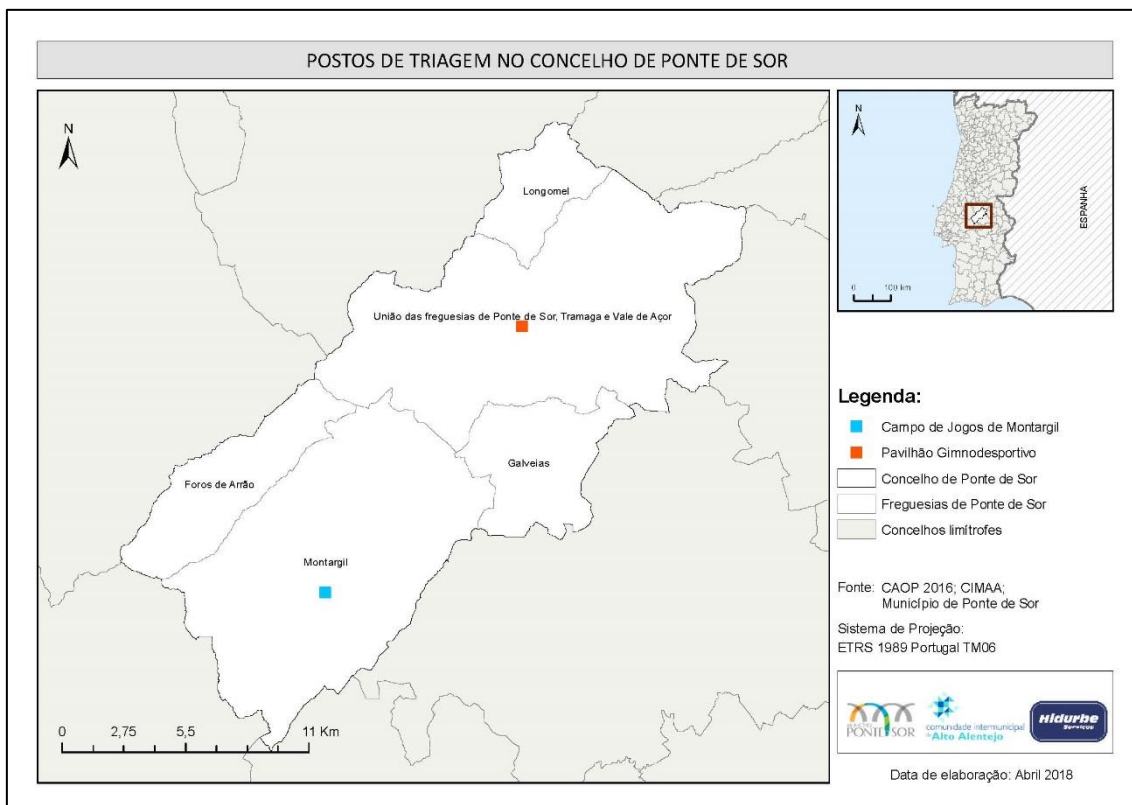 POSTOS DE TRIAGEM NO CONCELHO DE PONTE DE SOR
N
Longomel
União das freguesias de Ponte de Sor, Tramaga e Vale de Açor
Galveias
Foros de Arrão
Montargil
0 2,75 5,5 11 Km
N
ESPANHA
0 100 km
Legenda:
Campo de Jogos de Montargil
Pavilhão Gimnodesportivo
Concelho de Ponte de Sor
Freguesias de Ponte de Sor
Concelhos limítrofes
Fonte: CAOP 2016; CIMAA;
Município de Ponte de Sor
Sistema de Projeção:
ETRS 1989 Portugal TM06
PONTE SOR
comunidade intermunicipal
do Alto Alentejo
Hidurbe
Serviços
Data de elaboração: Abril 2018